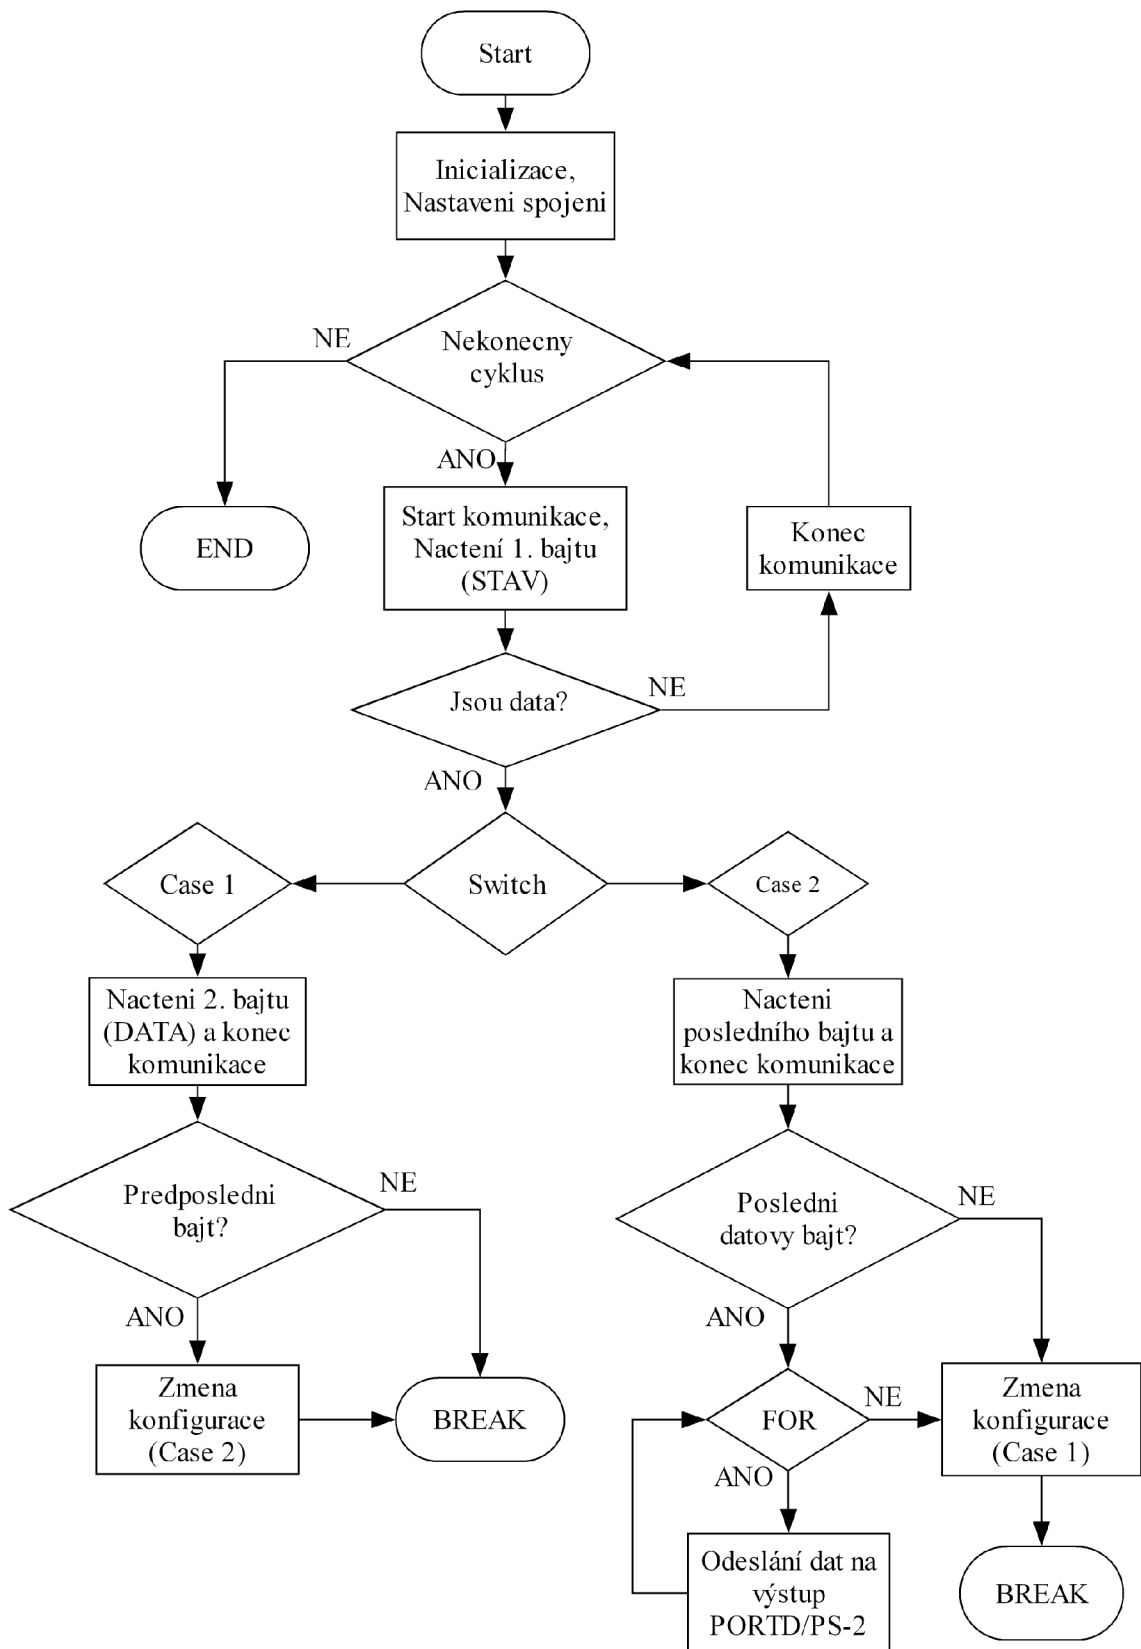 Start
Inicializace,
Nastaveni spojeni
Nekonecny
cyklus
NE
ANO
END
Start komunikace,
Nactení 1. bajtu
(STAV)
Konec
komunikace
Jsou data?
NE
ANO
Switch
Case 1
Case 2
Nacteni 2. bajtu
(DATA) a konec
komunikace
Nacteni
posledního bajtu a
konec komunikace
Predposledni
bajt?
NE
ANO
Posledni
datovy bajt?
NE
ANO
Zmena
konfigurace
(Case 2)
BREAK
FOR
NE
ANO
Zmena
konfigurace
(Case 1)
Odeslání dat na
výstup
PORTD/PS-2
BREAK